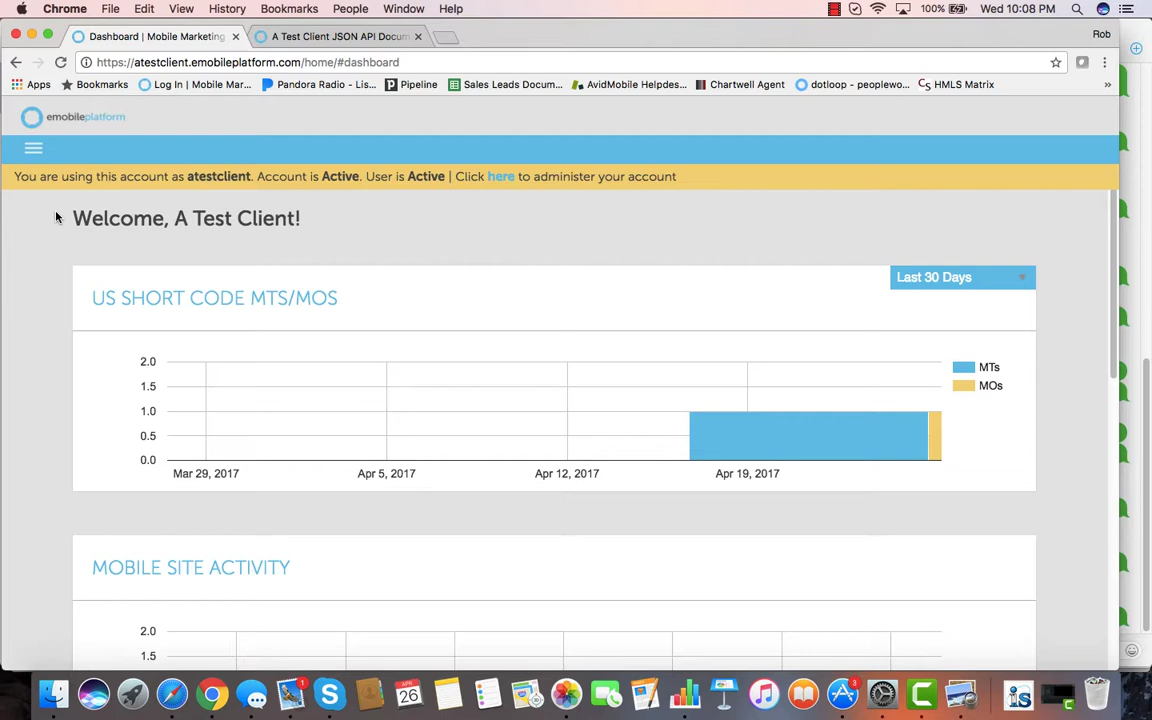 Chrome File Edit View History Bookmarks People Window Help 100% Wed 10:08 PM
Dashboard | Mobile Marketing A Test Client JSON API Docum Rob
https://atestclient.emobileplatform.com/home/#dashboard
Apps Bookmarks Log In | Mobile Mar... Pandora Radio - Lis... Pipeline Sales Leads Docum... AvidMobile Helpdes... Chartwell Agent dotloop - peoplewo... HMLS Matrix »
emobileplatform
You are using this account as atestclient. Account is Active. User is Active | Click here to administer your account
Welcome, A Test Client!
Last 30 Days
US SHORT CODE MTS/MOS
2.0
1.5
1.0
0.5
0.0
MTs
MOs
Mar 29, 2017 Apr 5, 2017 Apr 12, 2017 Apr 19, 2017
MOBILE SITE ACTIVITY
2.0
1.5
1
26
3